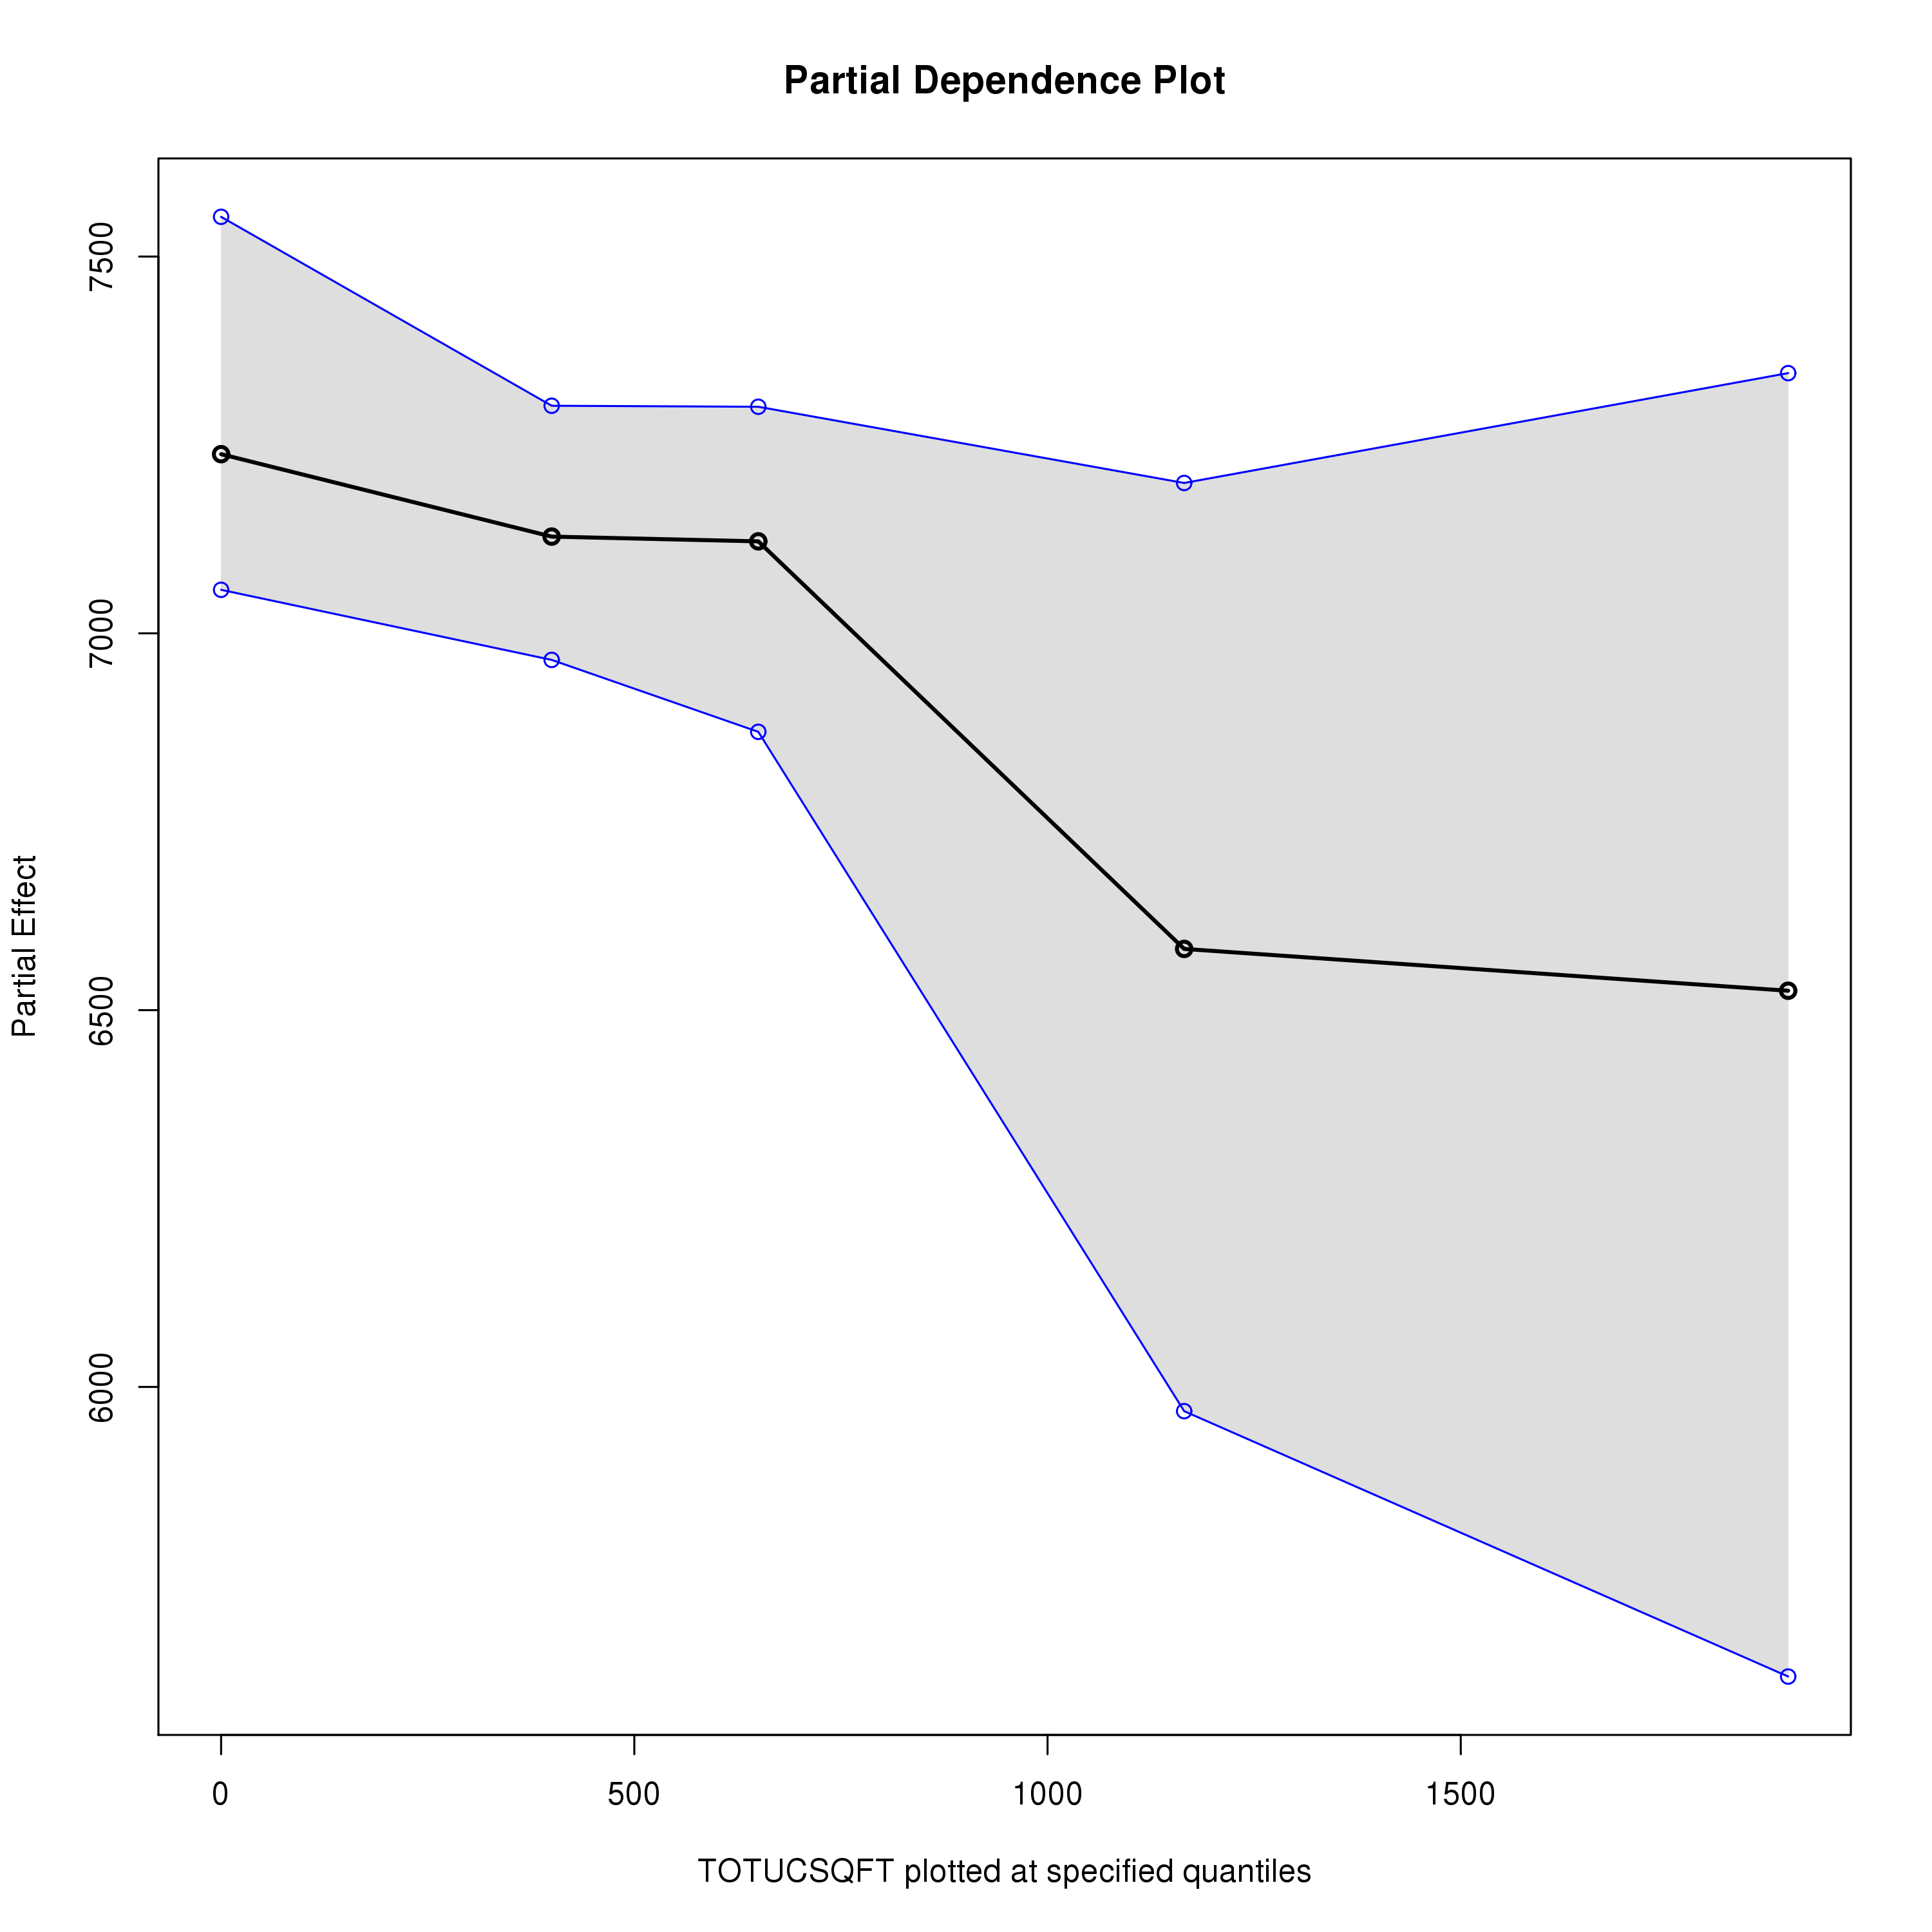 Partial Dependence Plot
7500
7000
6500
6000
Partial Effect
0 500 1000 1500
TOTUCSQFT plotted at specified quantiles